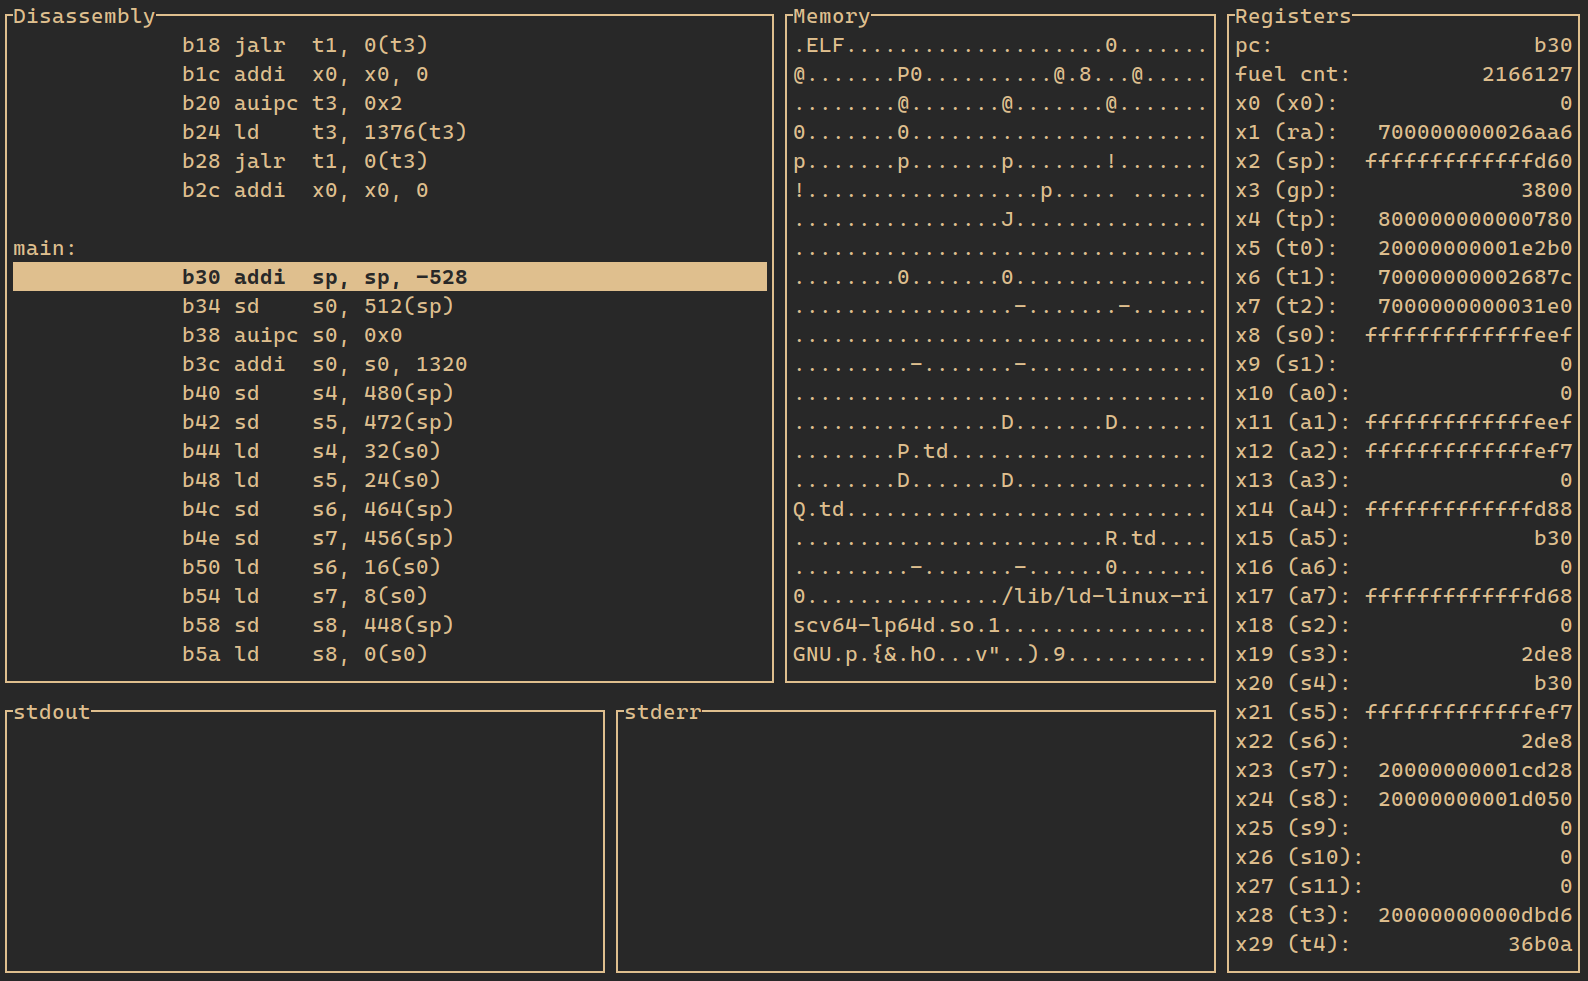 Disassembly
b18 jalr  t1, 0(t3)
b1c addi  x0, x0, 0
b20 auipc t3, 0x2
b24 ld    t3, 1376(t3)
b28 jalr  t1, 0(t3)
b2c addi  x0, x0, 0
main:
b30 addi  sp, sp, -528
b34 sd    s0, 512(sp)
b38 auipc s0, 0x0
b3c addi  s0, s0, 1320
b40 sd    s4, 480(sp)
b42 sd    s5, 472(sp)
b44 ld    s4, 32(s0)
b48 ld    s5, 24(s0)
b4c sd    s6, 464(sp)
b4e sd    s7, 456(sp)
b50 ld    s6, 16(s0)
b54 ld    s7, 8(s0)
b58 sd    s8, 448(sp)
b5a ld    s8, 0(s0)
Memory
.ELF....................0.......
@.......P0..........@.8...@.....
........@.......@.......@.......
0.......0.......................
p.......p.......p.......!.......
!..................p..... ......
................J...............
................................
........0.......0...............
.................-.......-......
................................
.........-.......-..............
................................
................D.......D.......
........P.td....................
........D.......D...............
Q.td............................
........................R.td....
.........-.......-......0.......
0.............../lib/ld-linux-ri
scv64-lp64d.so.1................
GNU.p.{&.hO...v"..).9...........
Registers
pc: b30
fuel cnt: 2166127
x0 (x0): 0
x1 (ra): 700000000026aa6
x2 (sp): fffffffffffffd60
x3 (gp): 3800
x4 (tp): 800000000000780
x5 (t0): 20000000001e2b0
x6 (t1): 70000000002687c
x7 (t2): 7000000000031e0
x8 (s0): fffffffffffffeef
x9 (s1): 0
x10 (a0): 0
x11 (a1): fffffffffffffeef
x12 (a2): fffffffffffffef7
x13 (a3): 0
x14 (a4): fffffffffffffd88
x15 (a5): b30
x16 (a6): 0
x17 (a7): fffffffffffffd68
x18 (s2): 0
x19 (s3): 2de8
x20 (s4): b30
x21 (s5): fffffffffffffef7
x22 (s6): 2de8
x23 (s7): 20000000001cd28
x24 (s8): 20000000001d050
x25 (s9): 0
x26 (s10): 0
x27 (s11): 0
x28 (t3): 20000000000dbd6
x29 (t4): 36b0a
stdout
stderr